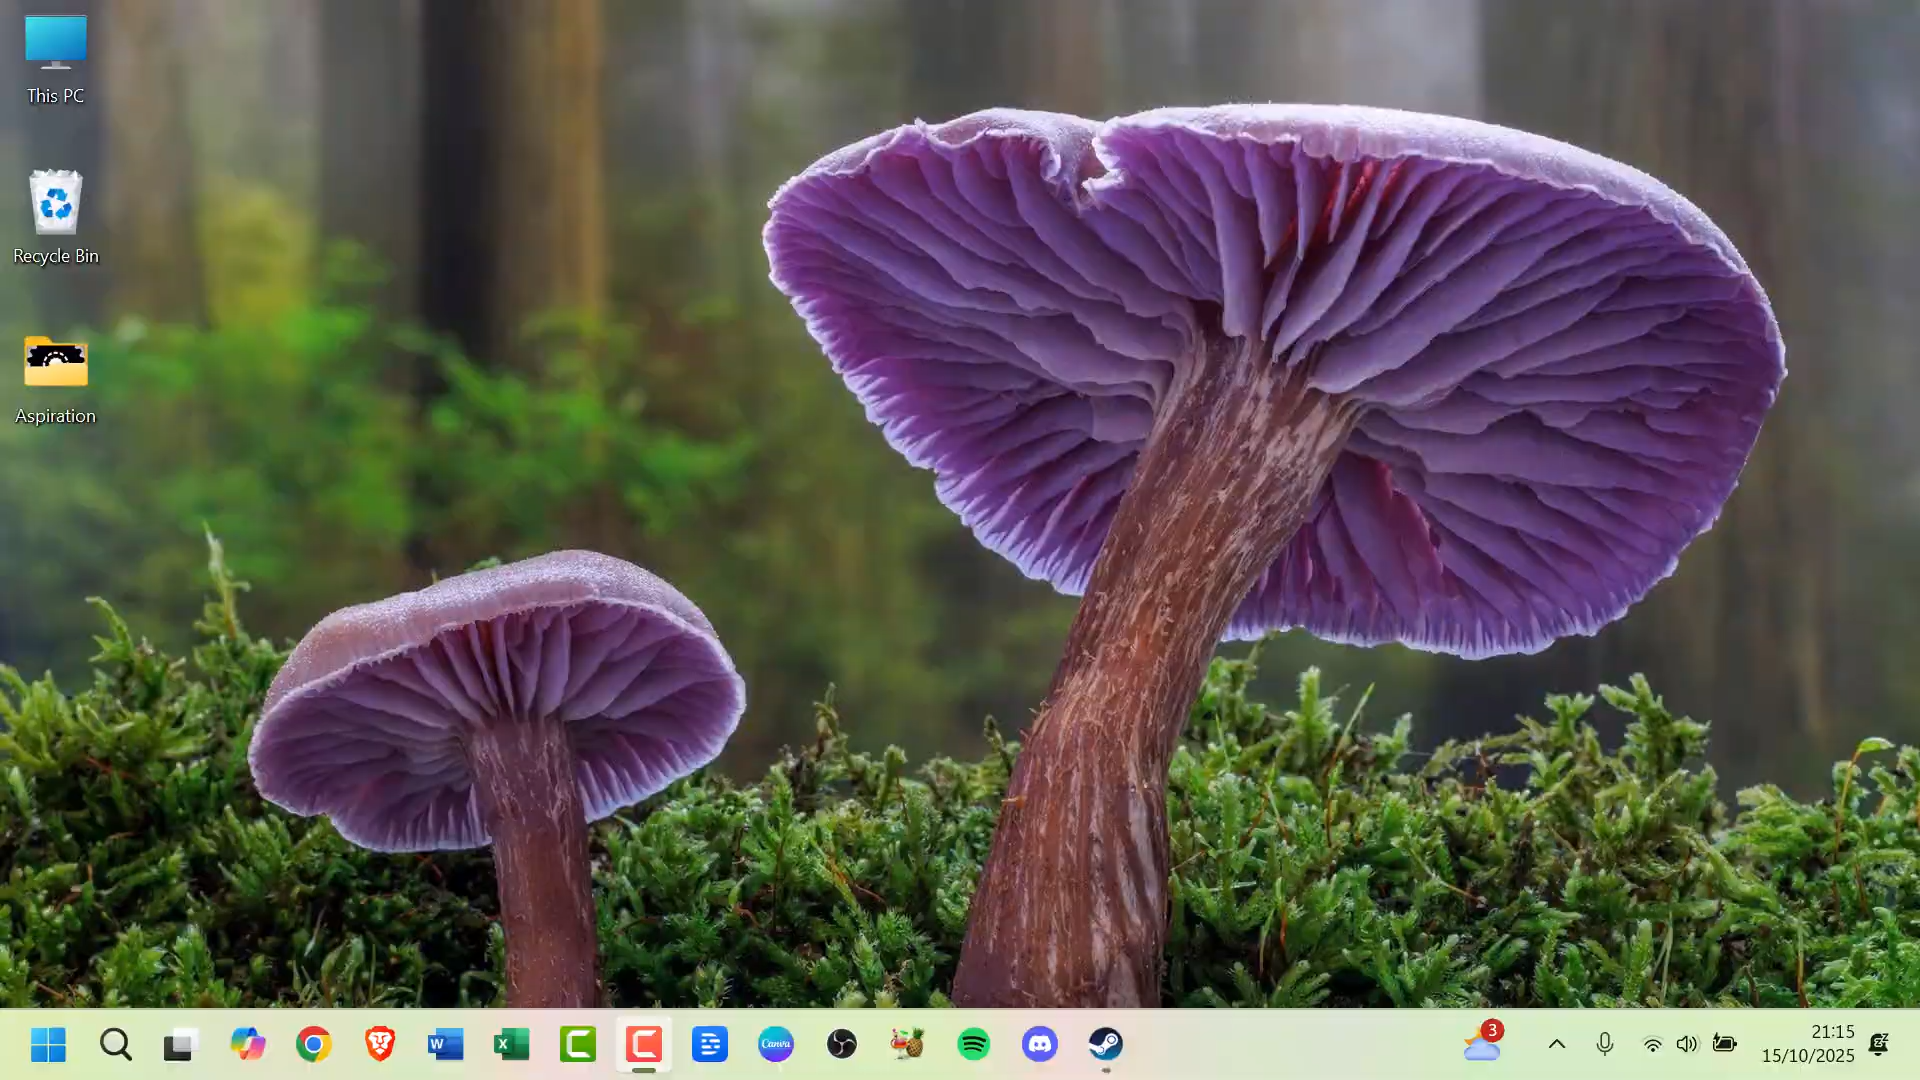 This PC
Recycle Bin
Aspiration
W
X
Canva
3
21:15
15/10/2025